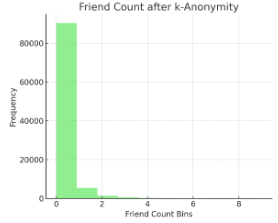 Friend Count after k-Anonymity
Frequency
80000
60000
40000
20000
0
0 2 4 6 8
Friend Count Bins